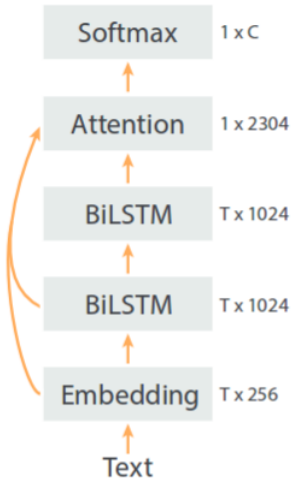 Softmax 1 x C
Attention 1 x 2304
BiLSTM T x 1024
BiLSTM T x 1024
Embedding T x 256
Text